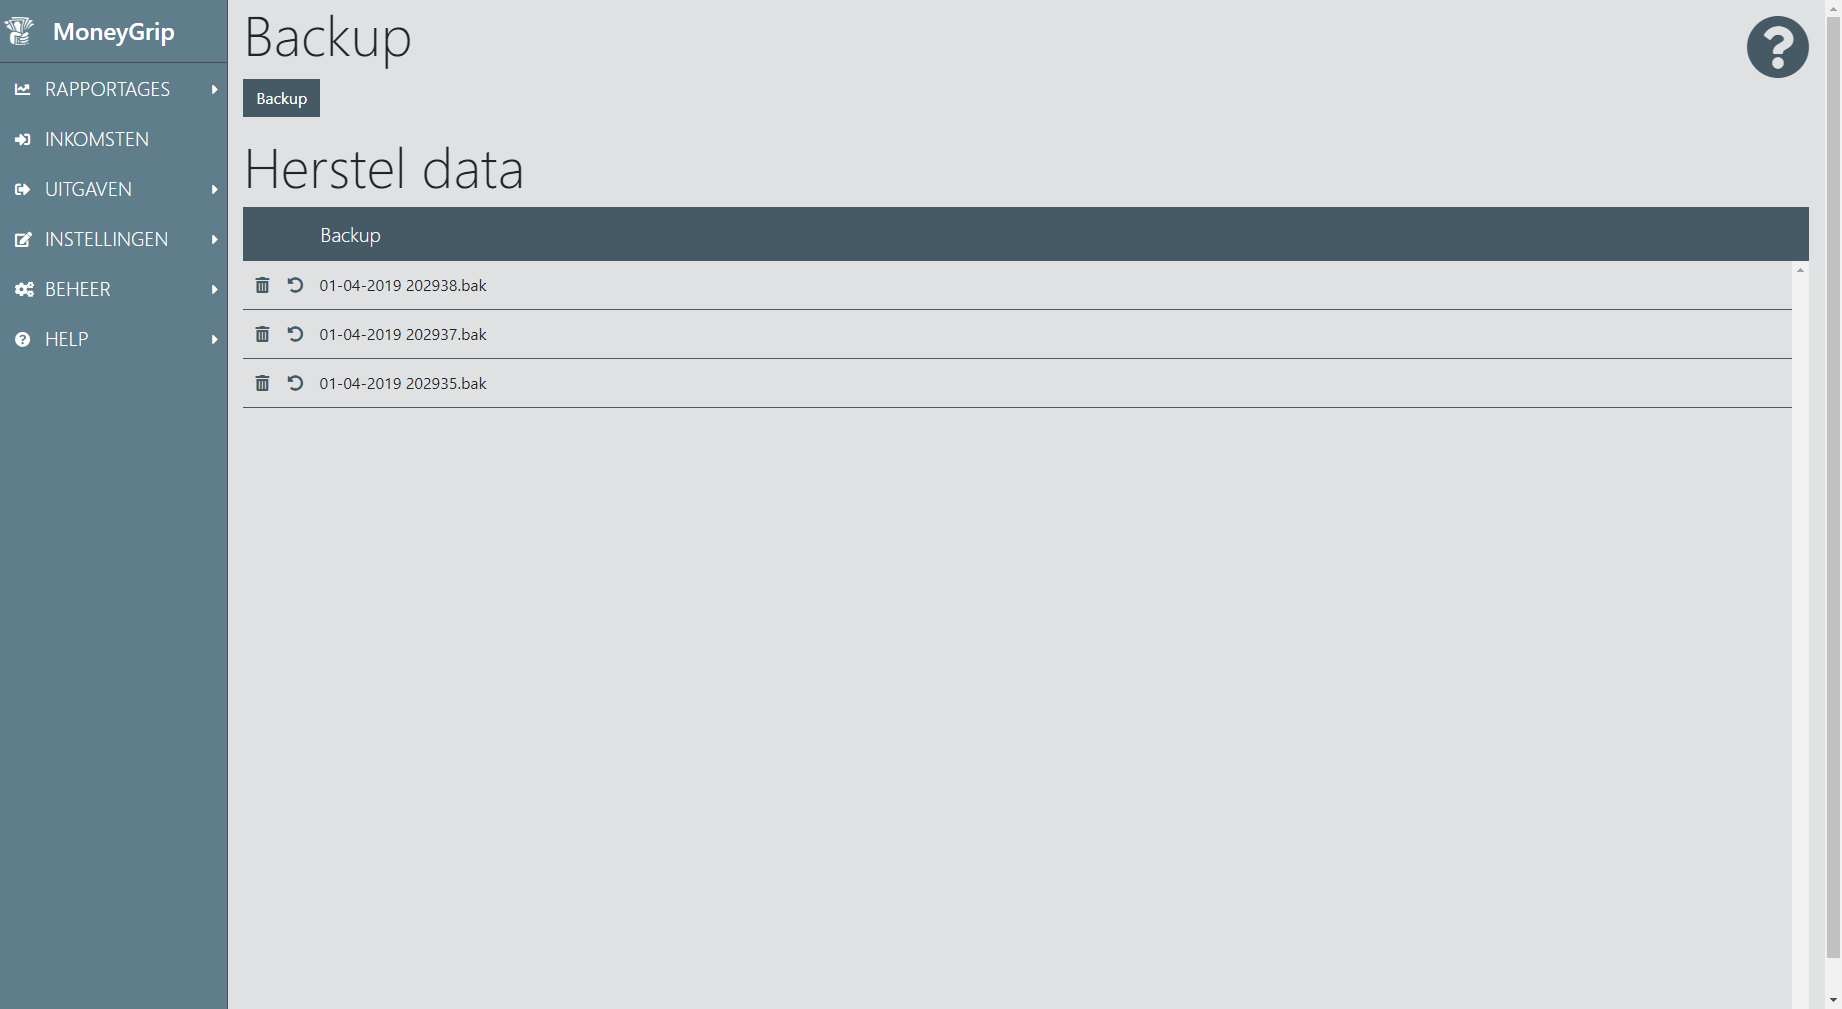 MoneyGrip
RAPPORTAGES
INKOMSTEN
UITGAVEN
INSTELLINGEN
BEHEER
HELP
Backup
Backup
Herstel data
Backup
01-04-2019 202938.bak
01-04-2019 202937.bak
01-04-2019 202935.bak